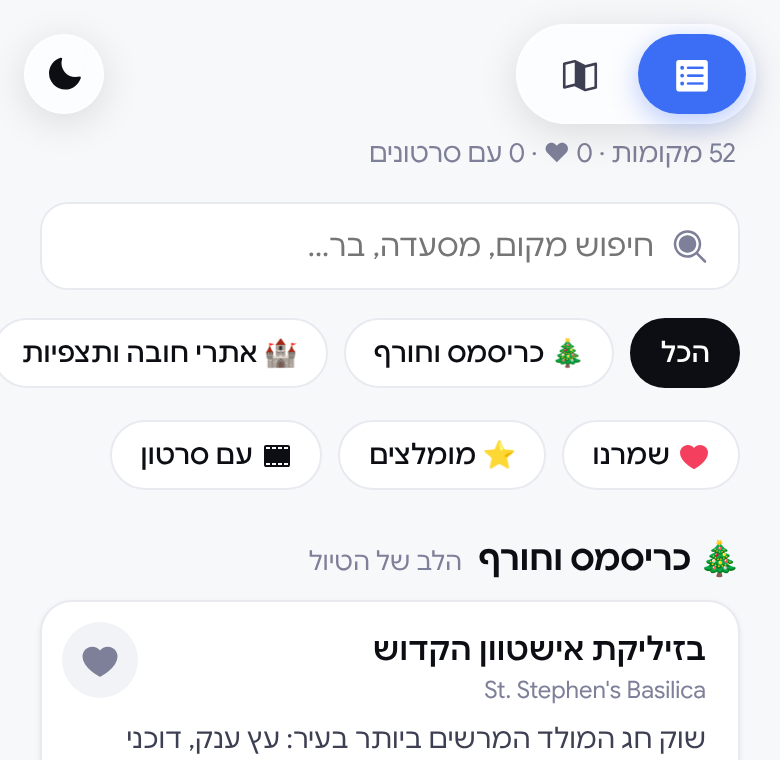 52 מקומות · 0 ♥ · 0 עם סרטונים
חיפוש מקום, מסעדה, בר...
הכל
🎄 כריסמס וחורף
🏰 אתרי חובה ותצפיות
♥ שמרנו
⭐ מומלצים
🎞 עם סרטון
🎄 כריסמס וחורף הלב של הטיול
בזיליקת אישטוון הקדוש
St. Stephen's Basilica
שוק חג המולד המרשים ביותר בעיר: עץ ענק, דוכני